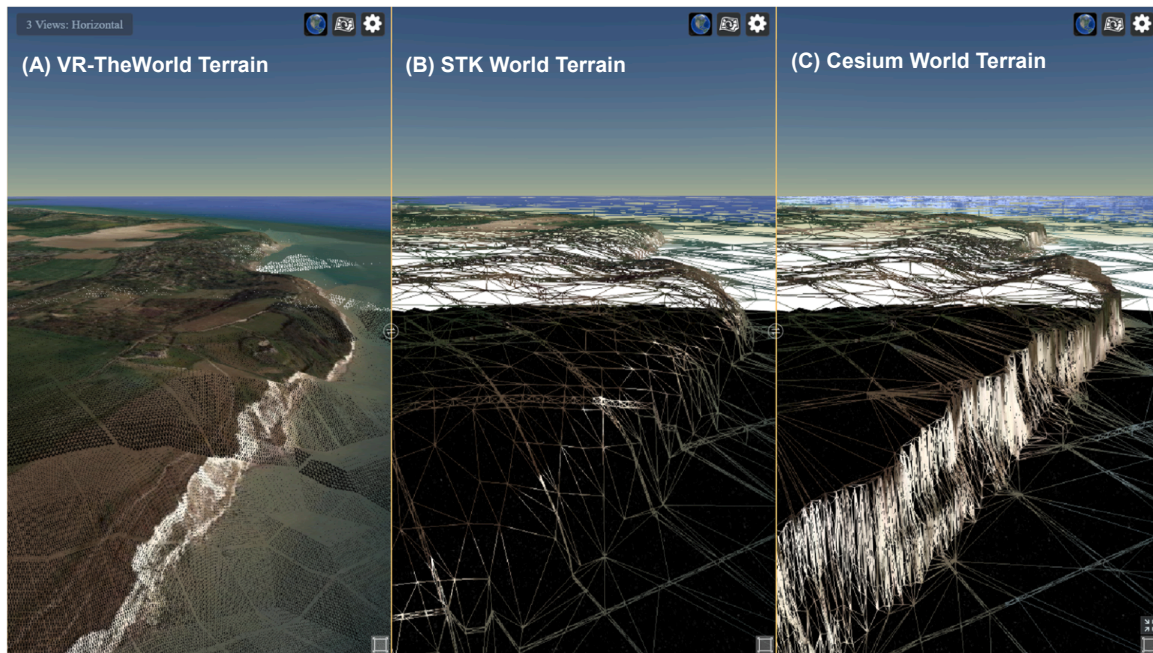 3 Views: Horizontal
(A) VR-TheWorld Terrain
(B) STK World Terrain
(C) Cesium World Terrain